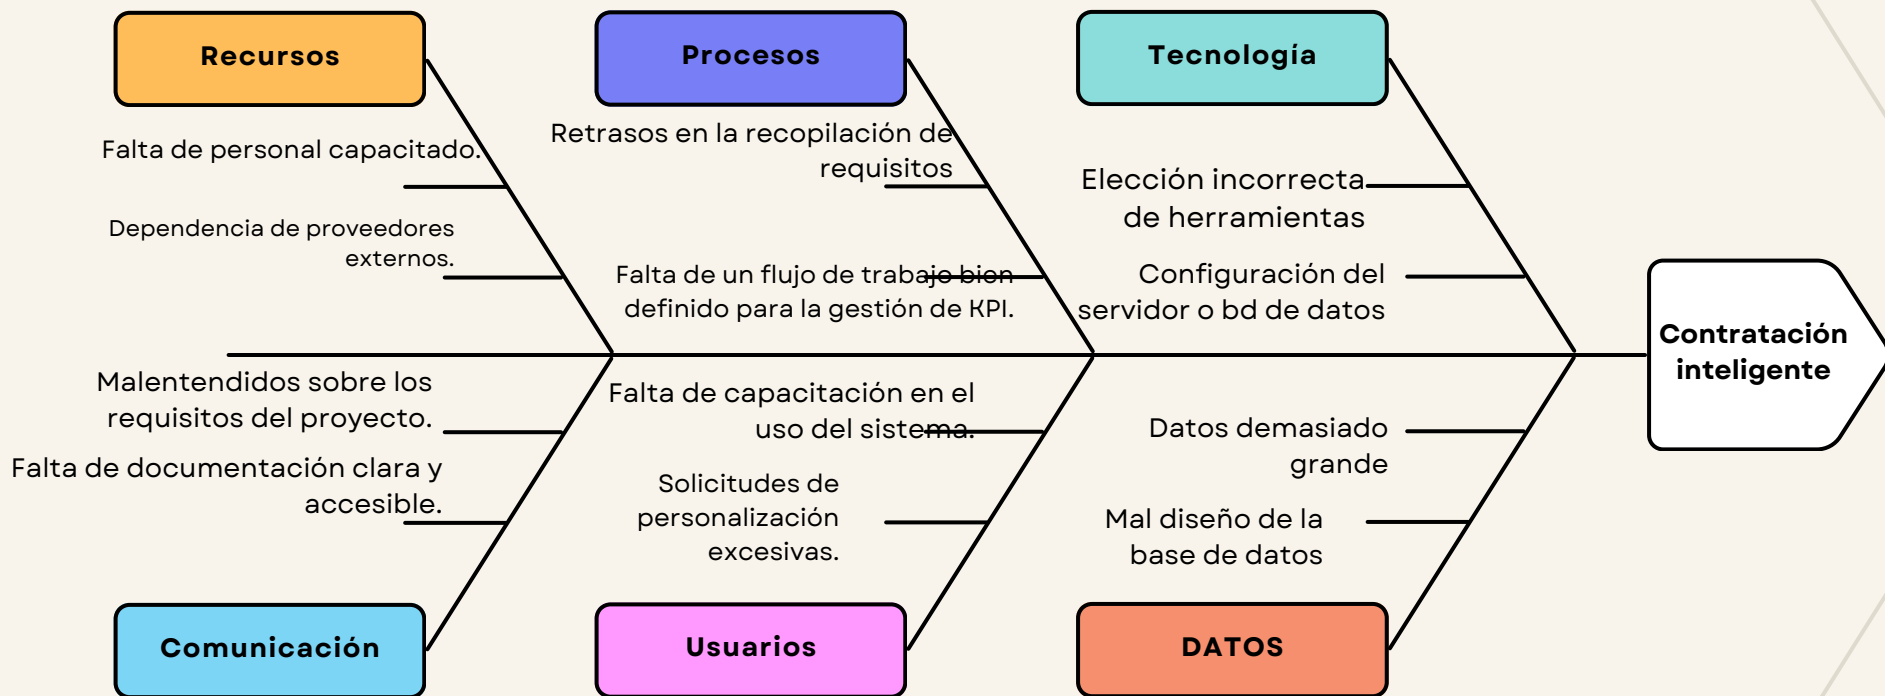 Recursos
Procesos
Tecnología
Falta de personal capacitado.
Dependencia de proveedores
externos.
Retrasos en la recopilación de
requisitos
Falta de un flujo de trabajo bien
definido para la gestión de KPI.
Elección incorrecta
de herramientas
Configuración del
servidor o bd de datos
Contratación
inteligente
Malentendidos sobre los
requisitos del proyecto.
Falta de documentación clara y
accesible.
Falta de capacitación en el
uso del sistema.
Solicitudes de
personalización
excesivas.
Datos demasiado
grande
Mal diseño de la
base de datos
Comunicación
Usuarios
DATOS